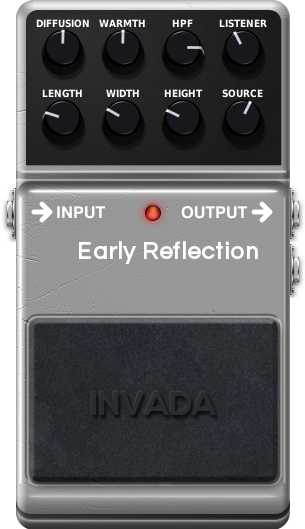 DIFFUSION WARMTH HPF LISTENER
LENGTH WIDTH HEIGHT SOURCE
INPUT OUTPUT
Early Reflection
INVADA